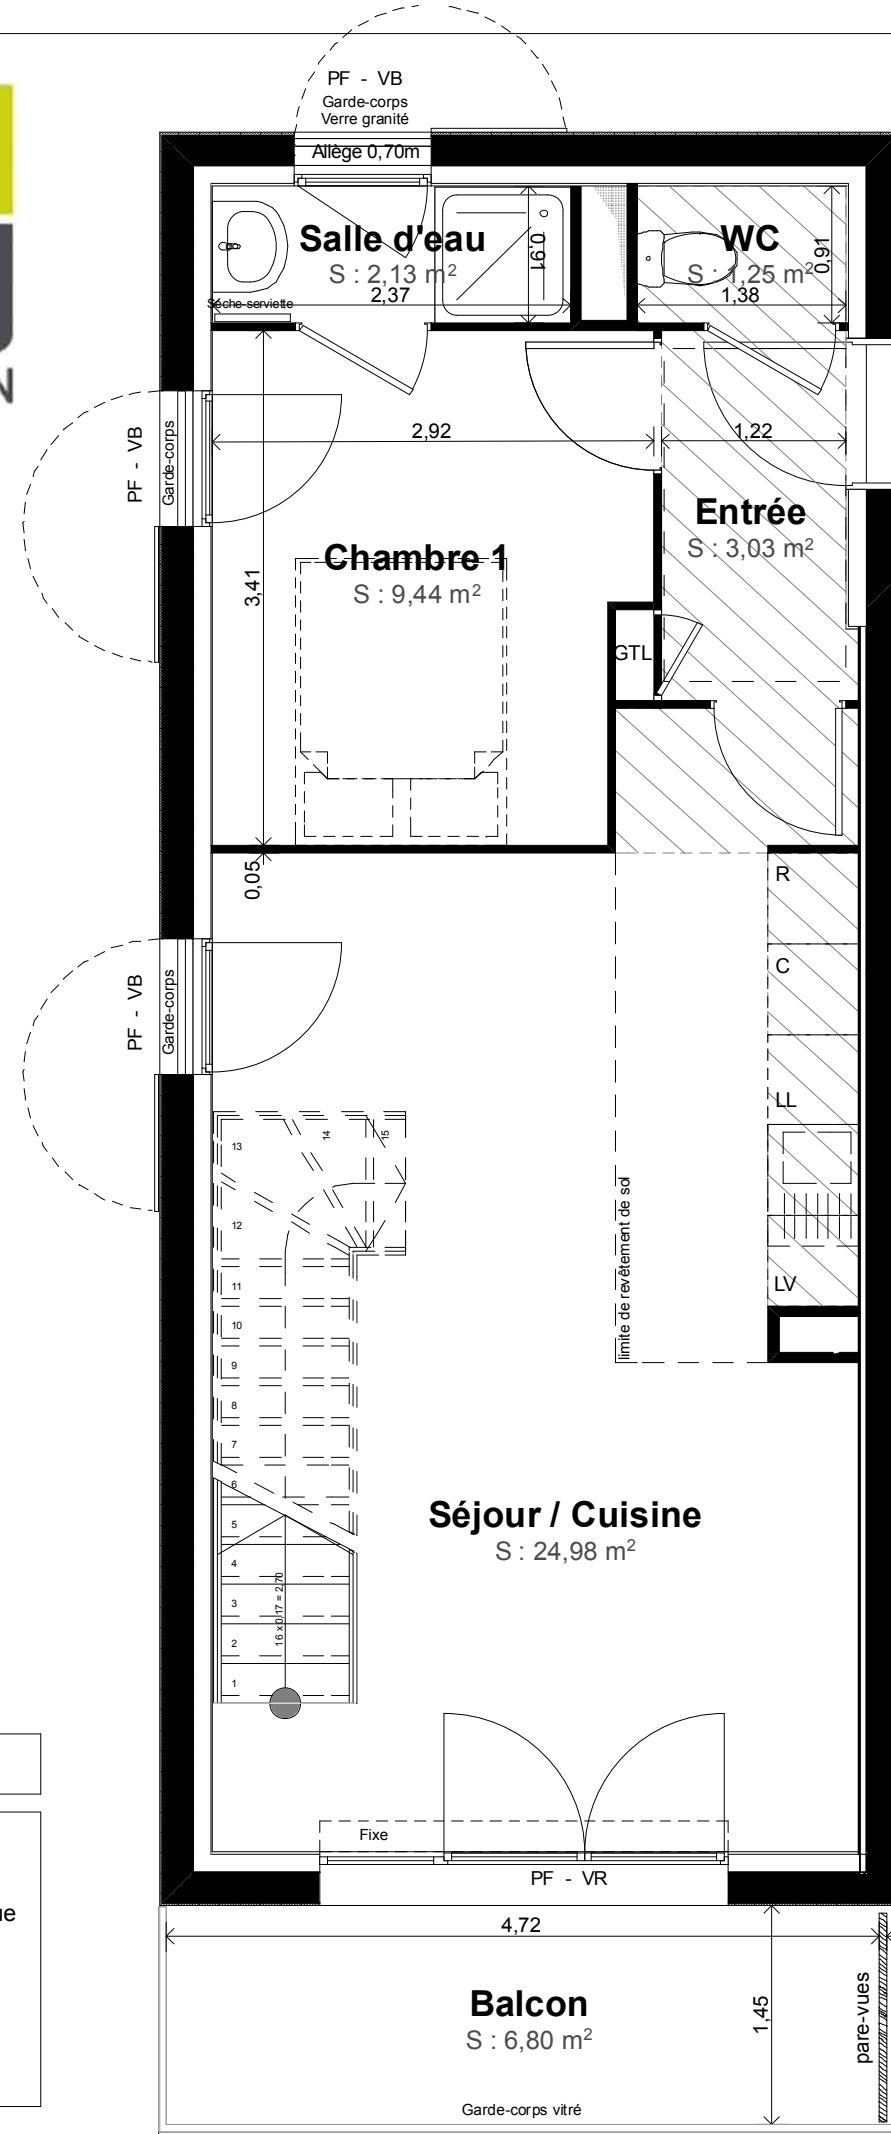 PF - VB
Garde-corps
Verre granité
Allège 0,70m
Salle d'eau
S : 2,13 m²
2,37
0,91
Sèche-serviette
WC
S : 1,25 m²
1,38
0,91
N
PF - VB
Garde-corps
2,92
1,22
Entrée
S : 3,03 m²
Chambre 1
S : 9,44 m²
3,41
GTL
0,05
R
C
LL
LV
PF - VB
Garde-corps
limite de revêtement de sol
15
14
13
12
11
10
9
8
7
6
5
4
3
2
1
16 x 0,17 = 2,70
Séjour / Cuisine
S : 24,98 m²
Fixe
PF - VR
ue
4,72
Balcon
S : 6,80 m²
1,45
pare-vues
Garde-corps vitré